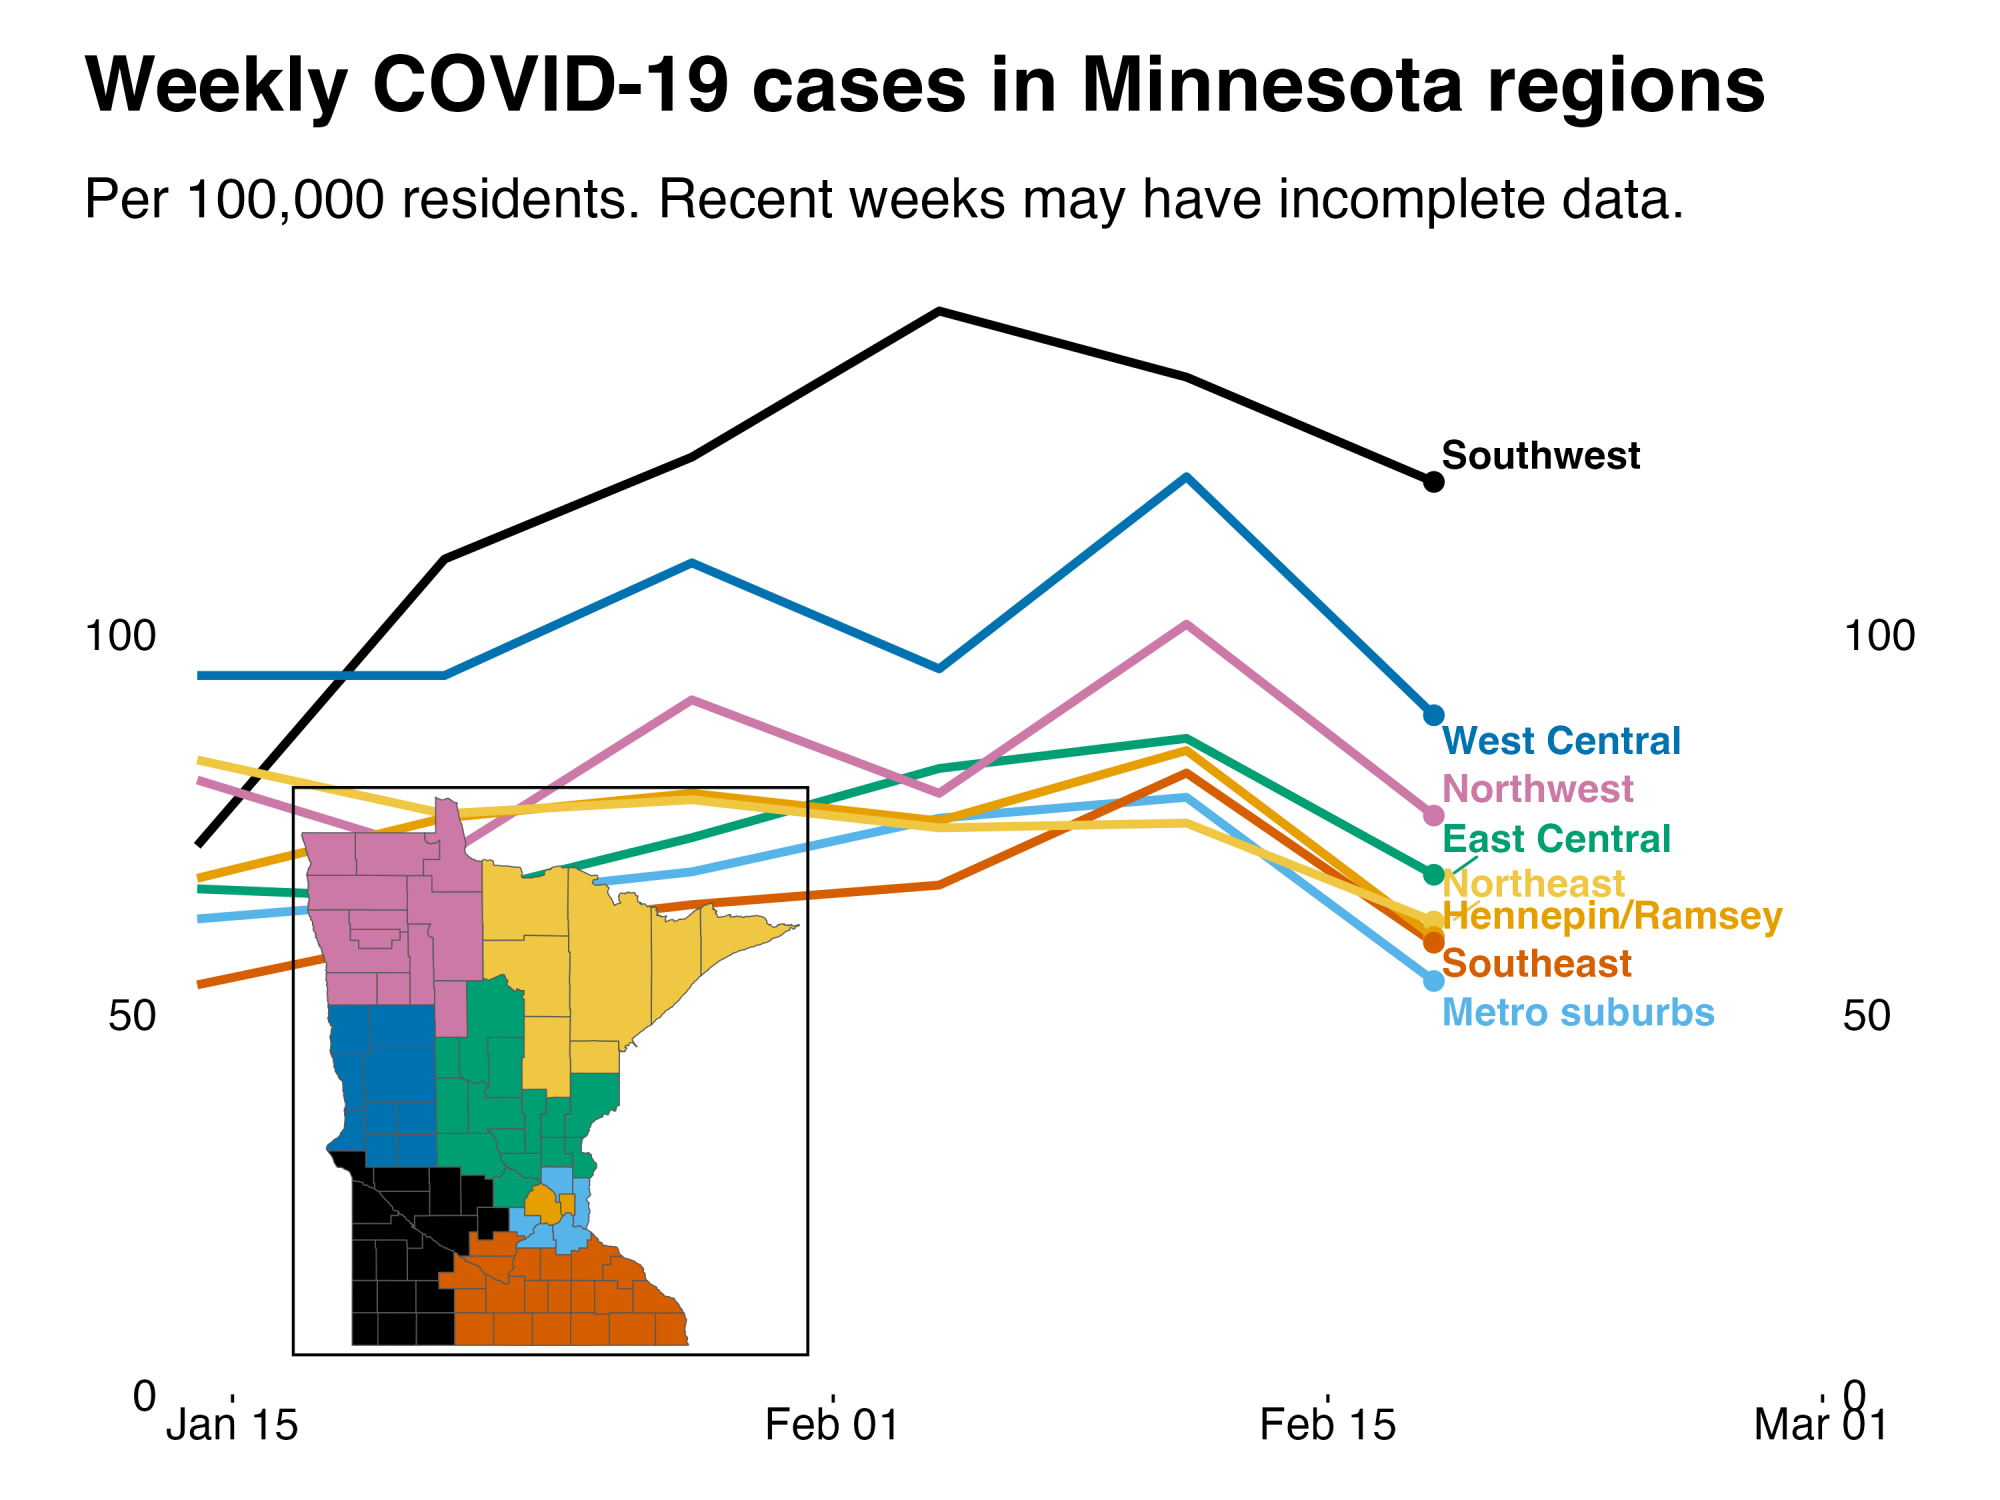 Weekly COVID-19 cases in Minnesota regions
Per 100,000 residents. Recent weeks may have incomplete data.
Southwest
100
100
West Central
Northwest
East Central
Northeast
Hennepin/Ramsey
Southeast
Metro suburbs
50
50
0
0
Jan 15
Feb 01
Feb 15
Mar 01